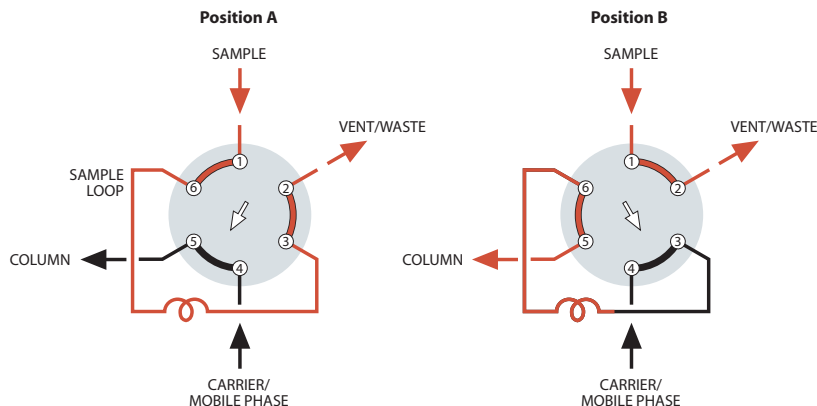 Position A
SAMPLE
VENT/WASTE
1
6
2
SAMPLE
LOOP
5
3
COLUMN
4
CARRIER/
MOBILE PHASE
Position B
SAMPLE
VENT/WASTE
1
6
2
5
3
COLUMN
4
CARRIER/
MOBILE PHASE